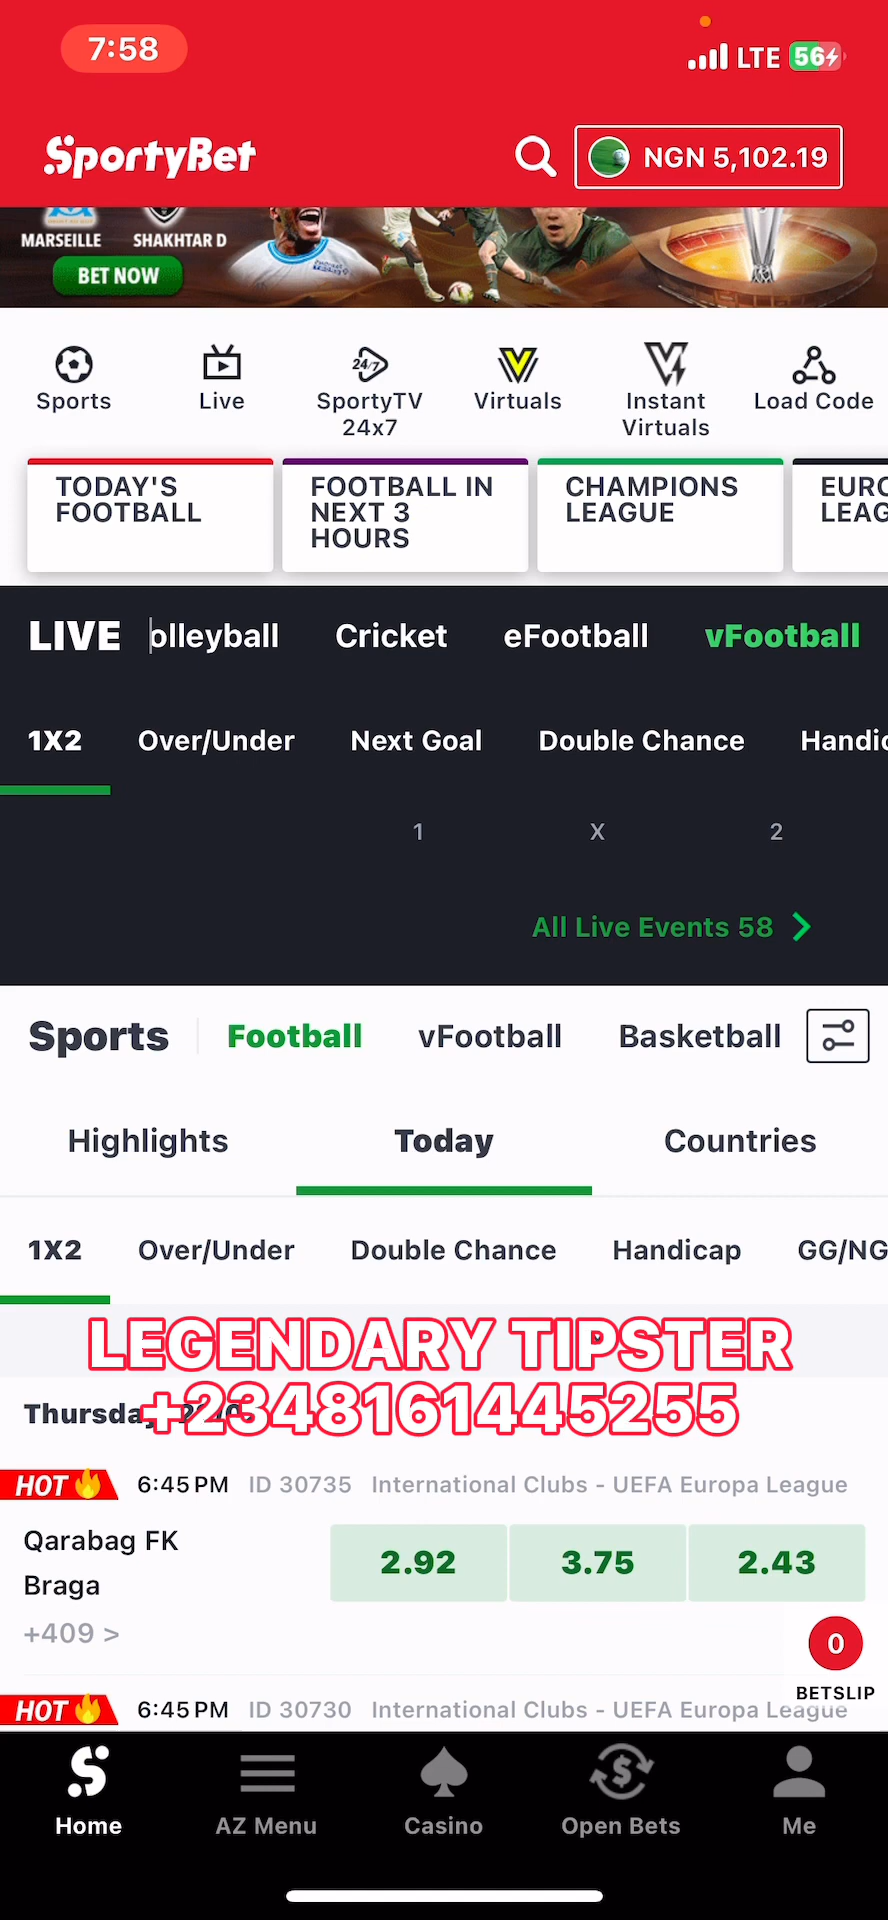 7:58
LTE 56
SportyBet
NGN 5,102.19
MARSEILLE SHAKHTAR D
BET NOW
Sports
Live
24/7
SportyTV
24x7
Virtuals
Instant
Virtuals
Load Code
TODAY'S
FOOTBALL
FOOTBALL IN
NEXT 3
HOURS
CHAMPIONS
LEAGUE
EURO
LEAG
LIVE olleyball Cricket eFootball vFootball
1X2 Over/Under Next Goal Double Chance Handic
1 X 2
All Live Events 58 >
Sports Football vFootball Basketball
Highlights Today Countries
1X2 Over/Under Double Chance Handicap GG/NG
LEGENDARY TIPSTER
+2348161445255
Thursday
HOT 6:45 PM ID 30735 International Clubs - UEFA Europa League
Qarabag FK
Braga
2.92 3.75 2.43
+409 >
0
BETSLIP
HOT 6:45 PM ID 30730 International Clubs - UEFA Europa League
Home AZ Menu Casino Open Bets Me